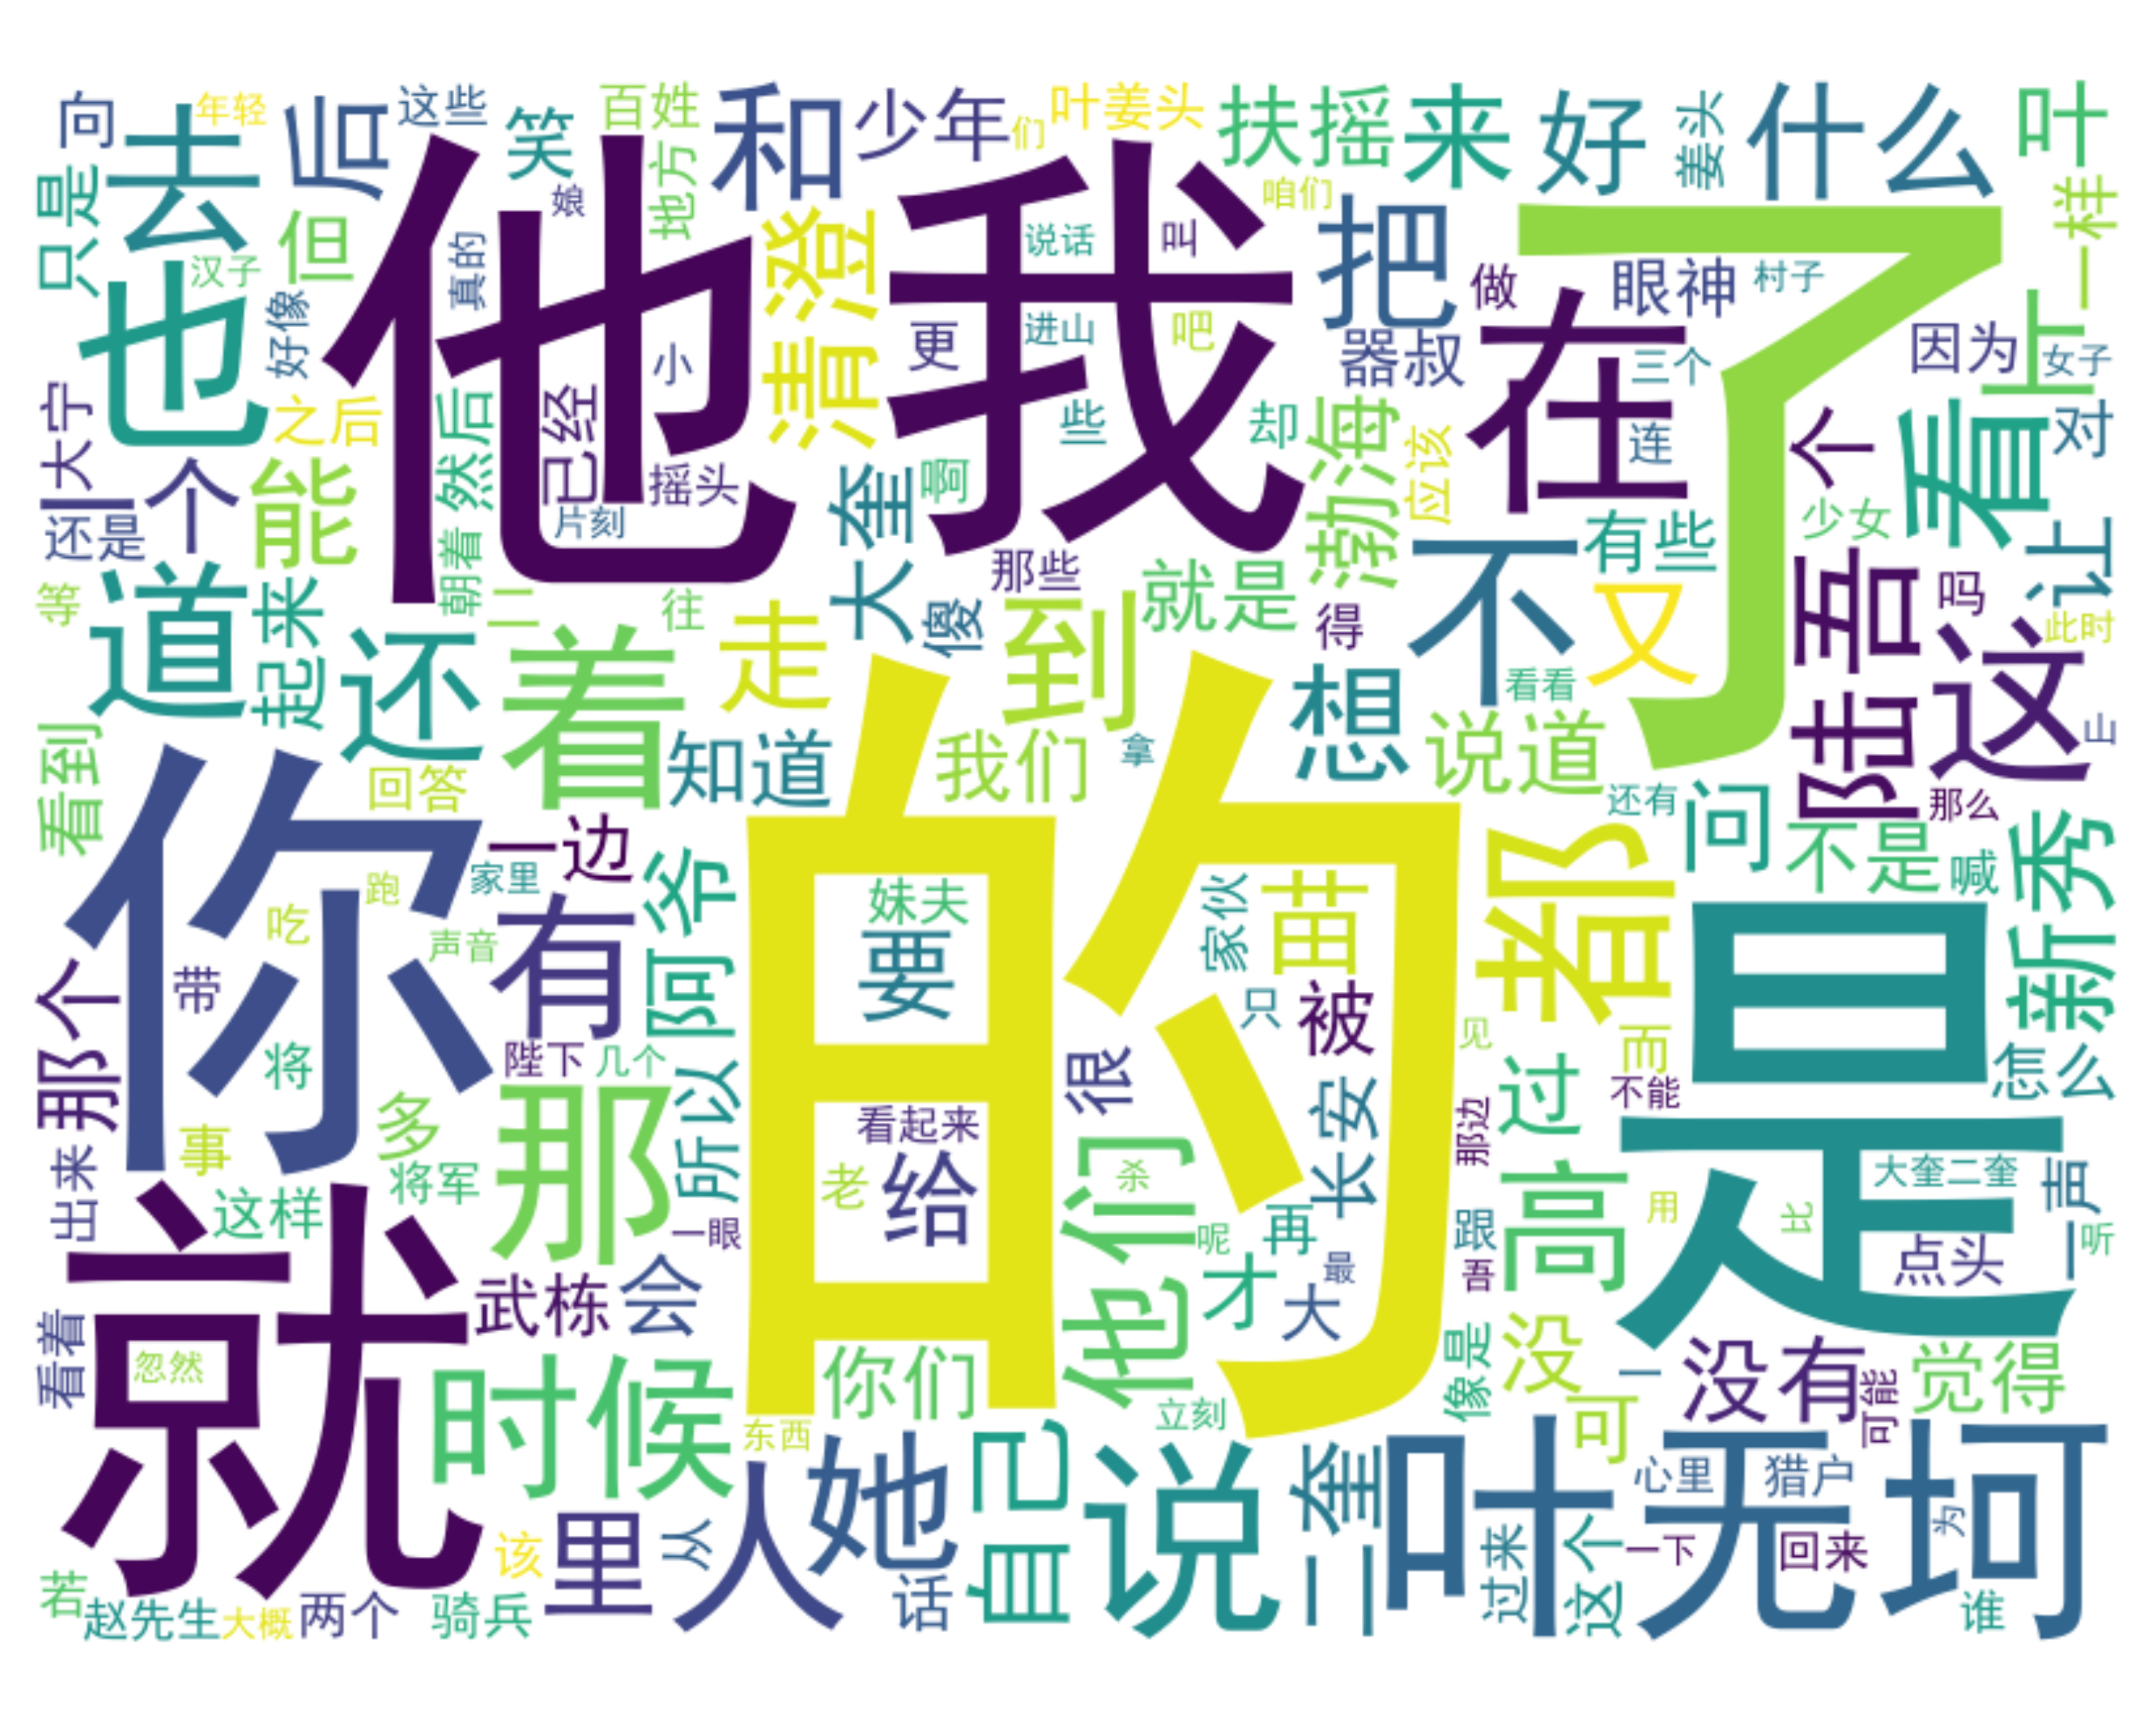 向
年轻
后
这些
笑
百姓
和
少年
们
叶姜头
扶摇
来
好
姜头
什么
叶
只是
去
但
娘
地方
咱们
一样
汉子
也
好像
真的
他
清澄
我
说话
叫
把
做
眼神
村子
了
上
大宁
之后
然后
小
已经
更
进山
吧
器叔
在
三个
因为
女子
还是
一个
能
摇头
片刻
大奎
啊
些
却
渤海
应该
连
个
看
对
等
道
起来
朝着
二
往
走
傻
那些
到
就是
得
不
有些
又
少女
陆吾
吗
让
此时
看到
还
着
知道
我们
拿
想
说道
看看
这
山
你
回答
一边
家里
阿爷
妹夫
的
家伙
苗
都
还有
问
不是
那么
喊
新秀
那个
吃
跑
带
声音
有
要
只
被
见
而
是
将
陛下
几个
所以
很
长安
那边
过
不能
怎么
出来
事
多
将军
那
看起来
老
给
他们
杀
呢
再
跟
吾
高
用
大奎二奎
比
点头
一声
听
这样
一眼
就
武栋
会
才
最
大
看着
忽然
时候
你们
东西
立刻
像是
没
一
没有
可能
觉得
可
若
赵先生
大概
两个
骑兵
该
里
从
人
她
话
自己
说
二奎
叶无坷
过来
这个
心里
猎户
一下
回来
为
谁